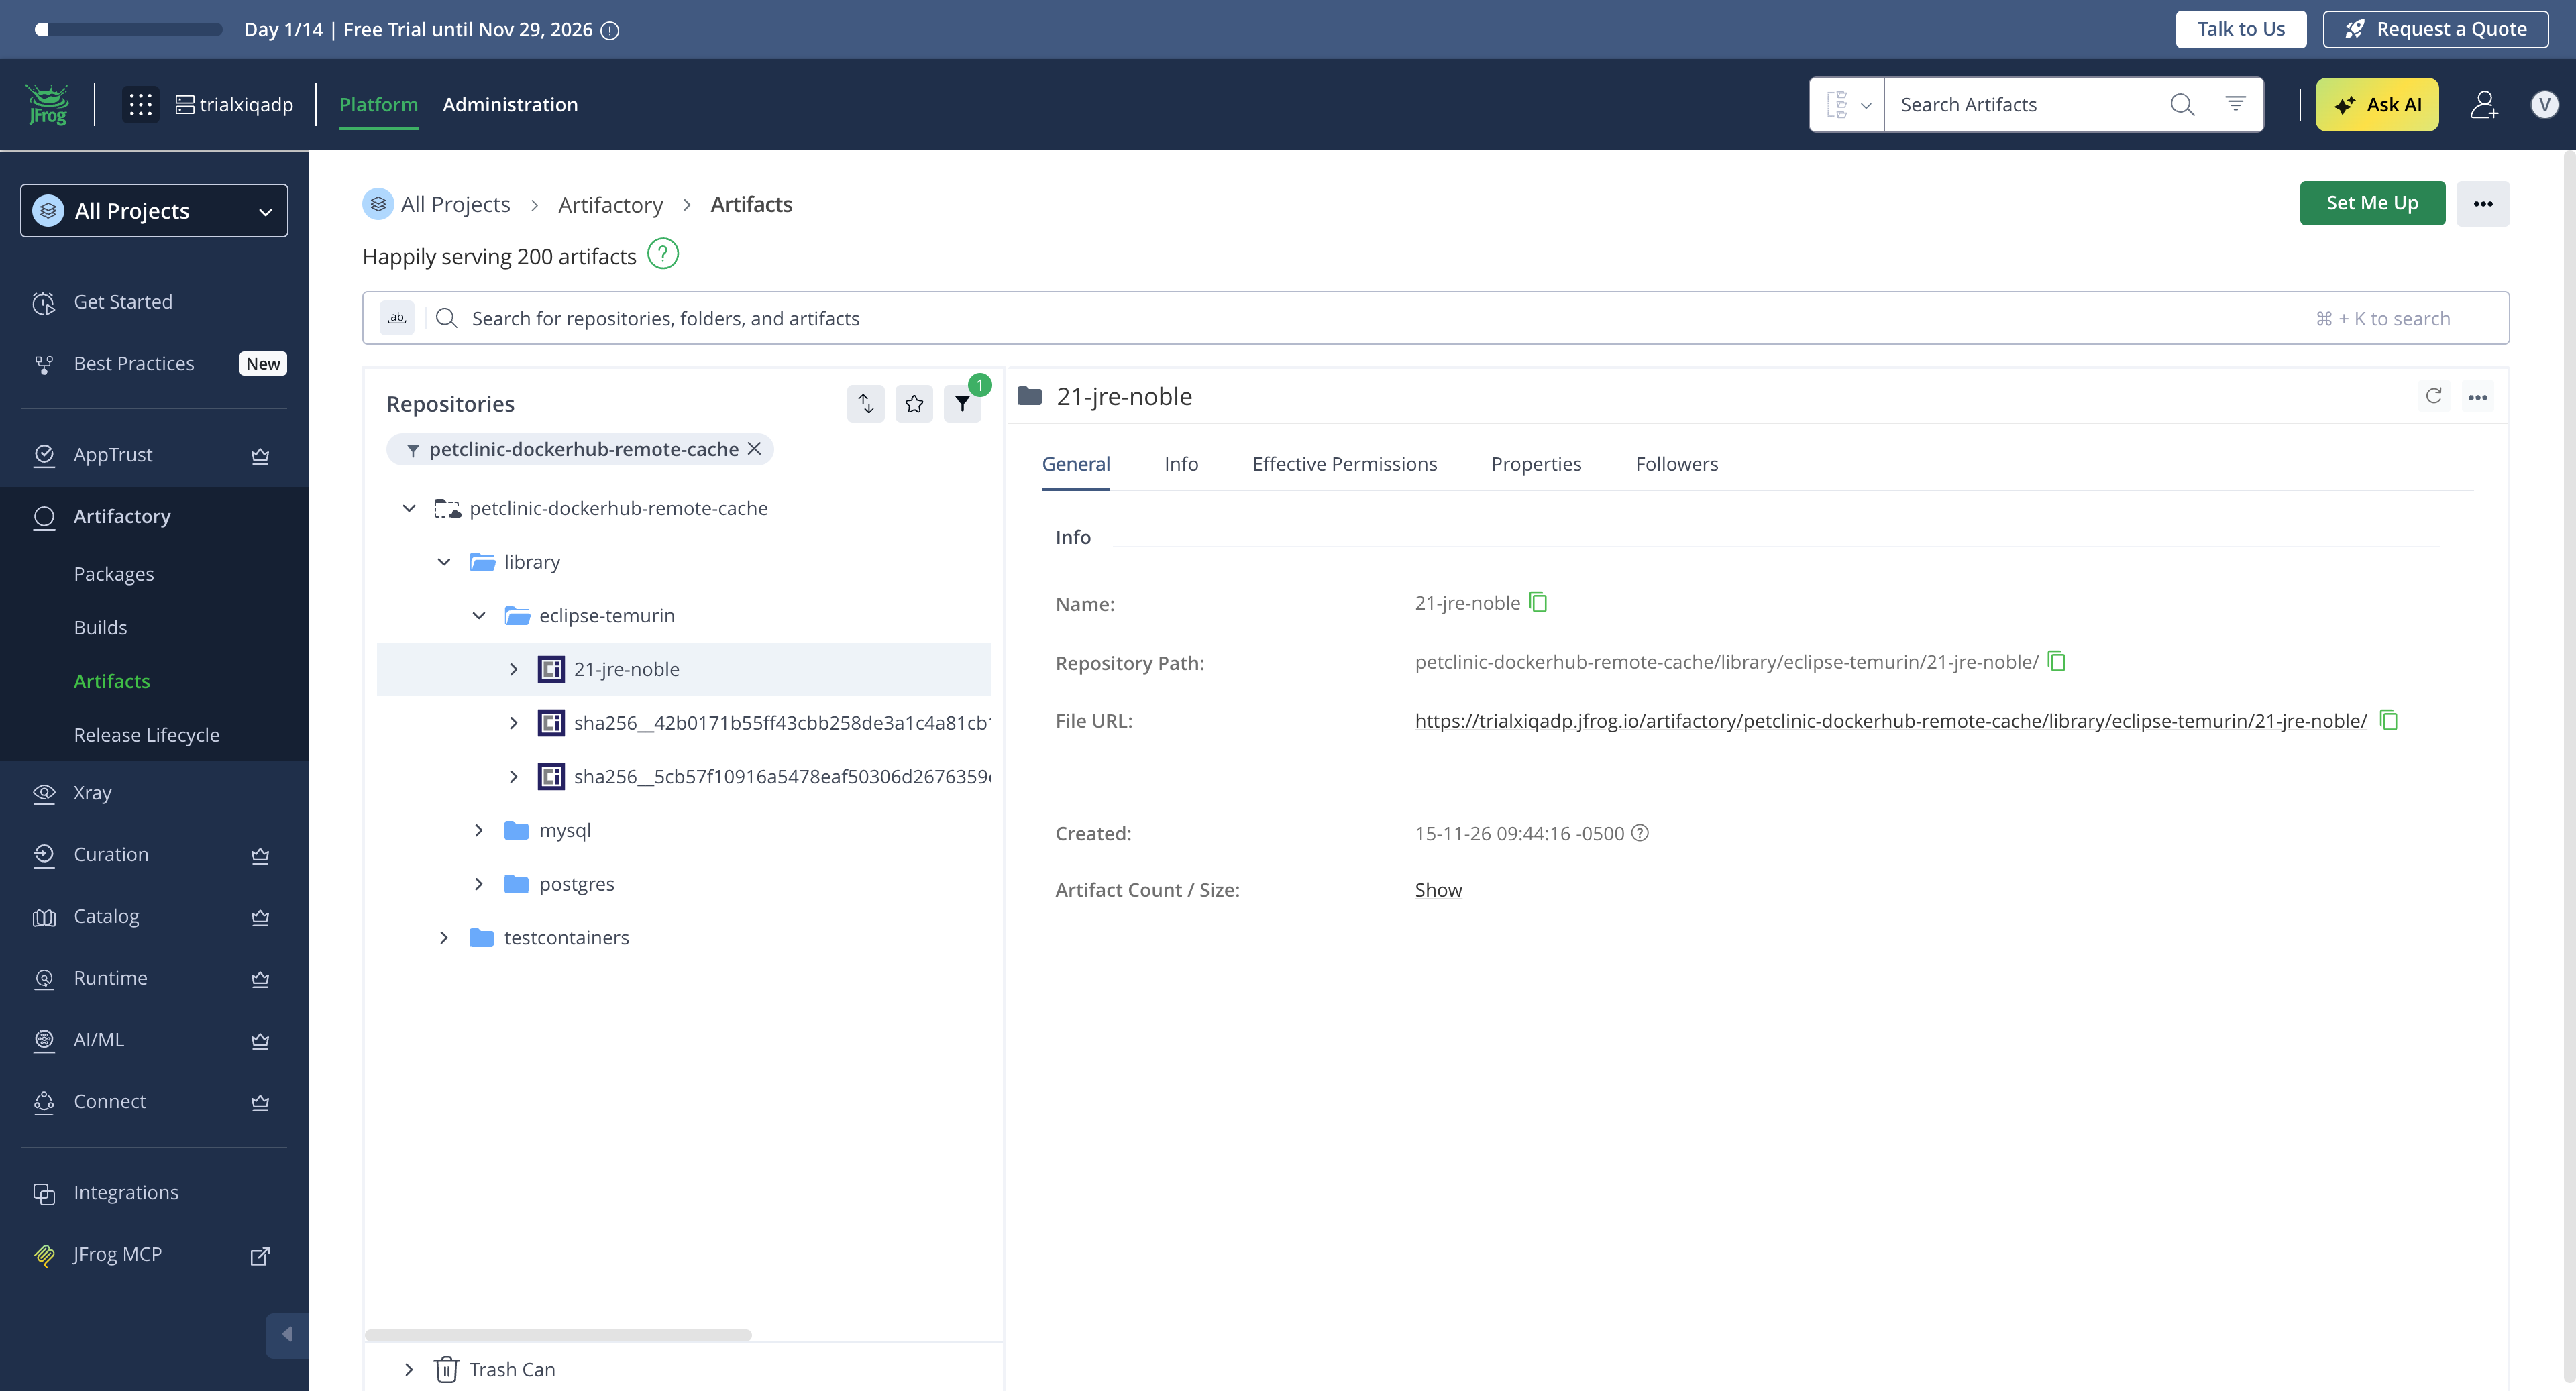 Day 1/14 | Free Trial until Nov 29, 2026
Talk to Us
Request a Quote
JFrog
trialxiqadp
Platform
Administration
Search Artifacts
Ask AI
V
All Projects
Get Started
Best Practices
New
AppTrust
Artifactory
Packages
Builds
Artifacts
Release Lifecycle
Xray
Curation
Catalog
Runtime
AI/ML
Connect
Integrations
JFrog MCP
All Projects > Artifactory > Artifacts
Set Me Up
Happily serving 200 artifacts
ab
Search for repositories, folders, and artifacts
⌘ + K to search
Repositories
1
petclinic-dockerhub-remote-cache
petclinic-dockerhub-remote-cache
library
eclipse-temurin
21-jre-noble
sha256__42b0171b55ff43cbb258de3a1c4a81cb
sha256__5cb57f10916a5478eaf50306d2676359
mysql
postgres
testcontainers
Trash Can
21-jre-noble
General
Info
Effective Permissions
Properties
Followers
Info
Name: 21-jre-noble
Repository Path: petclinic-dockerhub-remote-cache/library/eclipse-temurin/21-jre-noble/
File URL: https://trialxiqadp.jfrog.io/artifactory/petclinic-dockerhub-remote-cache/library/eclipse-temurin/21-jre-noble/
Created: 15-11-26 09:44:16 -0500
Artifact Count / Size: Show